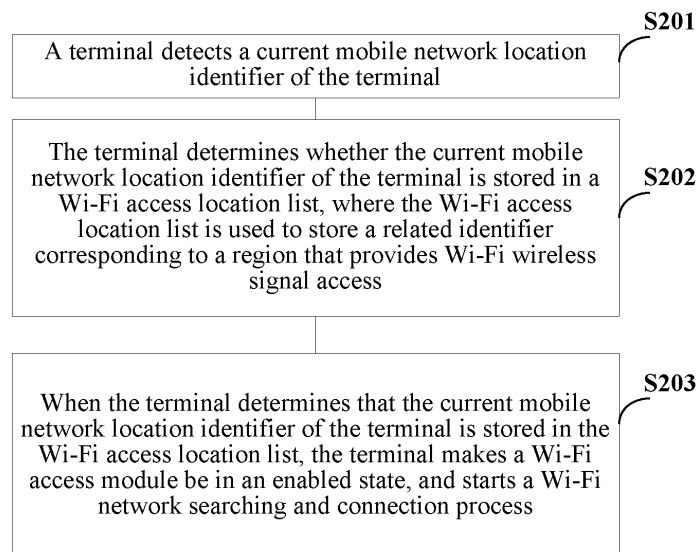 S201
A terminal detects a current mobile network location
identifier of the terminal
The terminal determines whether the current mobile
network location identifier of the terminal is stored in a
Wi-Fi access location list, where the Wi-Fi access
location list is used to store a related identifier
corresponding to a region that provides Wi-Fi wireless
signal access
S202
When the terminal determines that the current mobile
network location identifier of the terminal is stored in the
Wi-Fi access location list, the terminal makes a Wi-Fi
access module be in an enabled state, and starts a Wi-Fi
network searching and connection process
S203